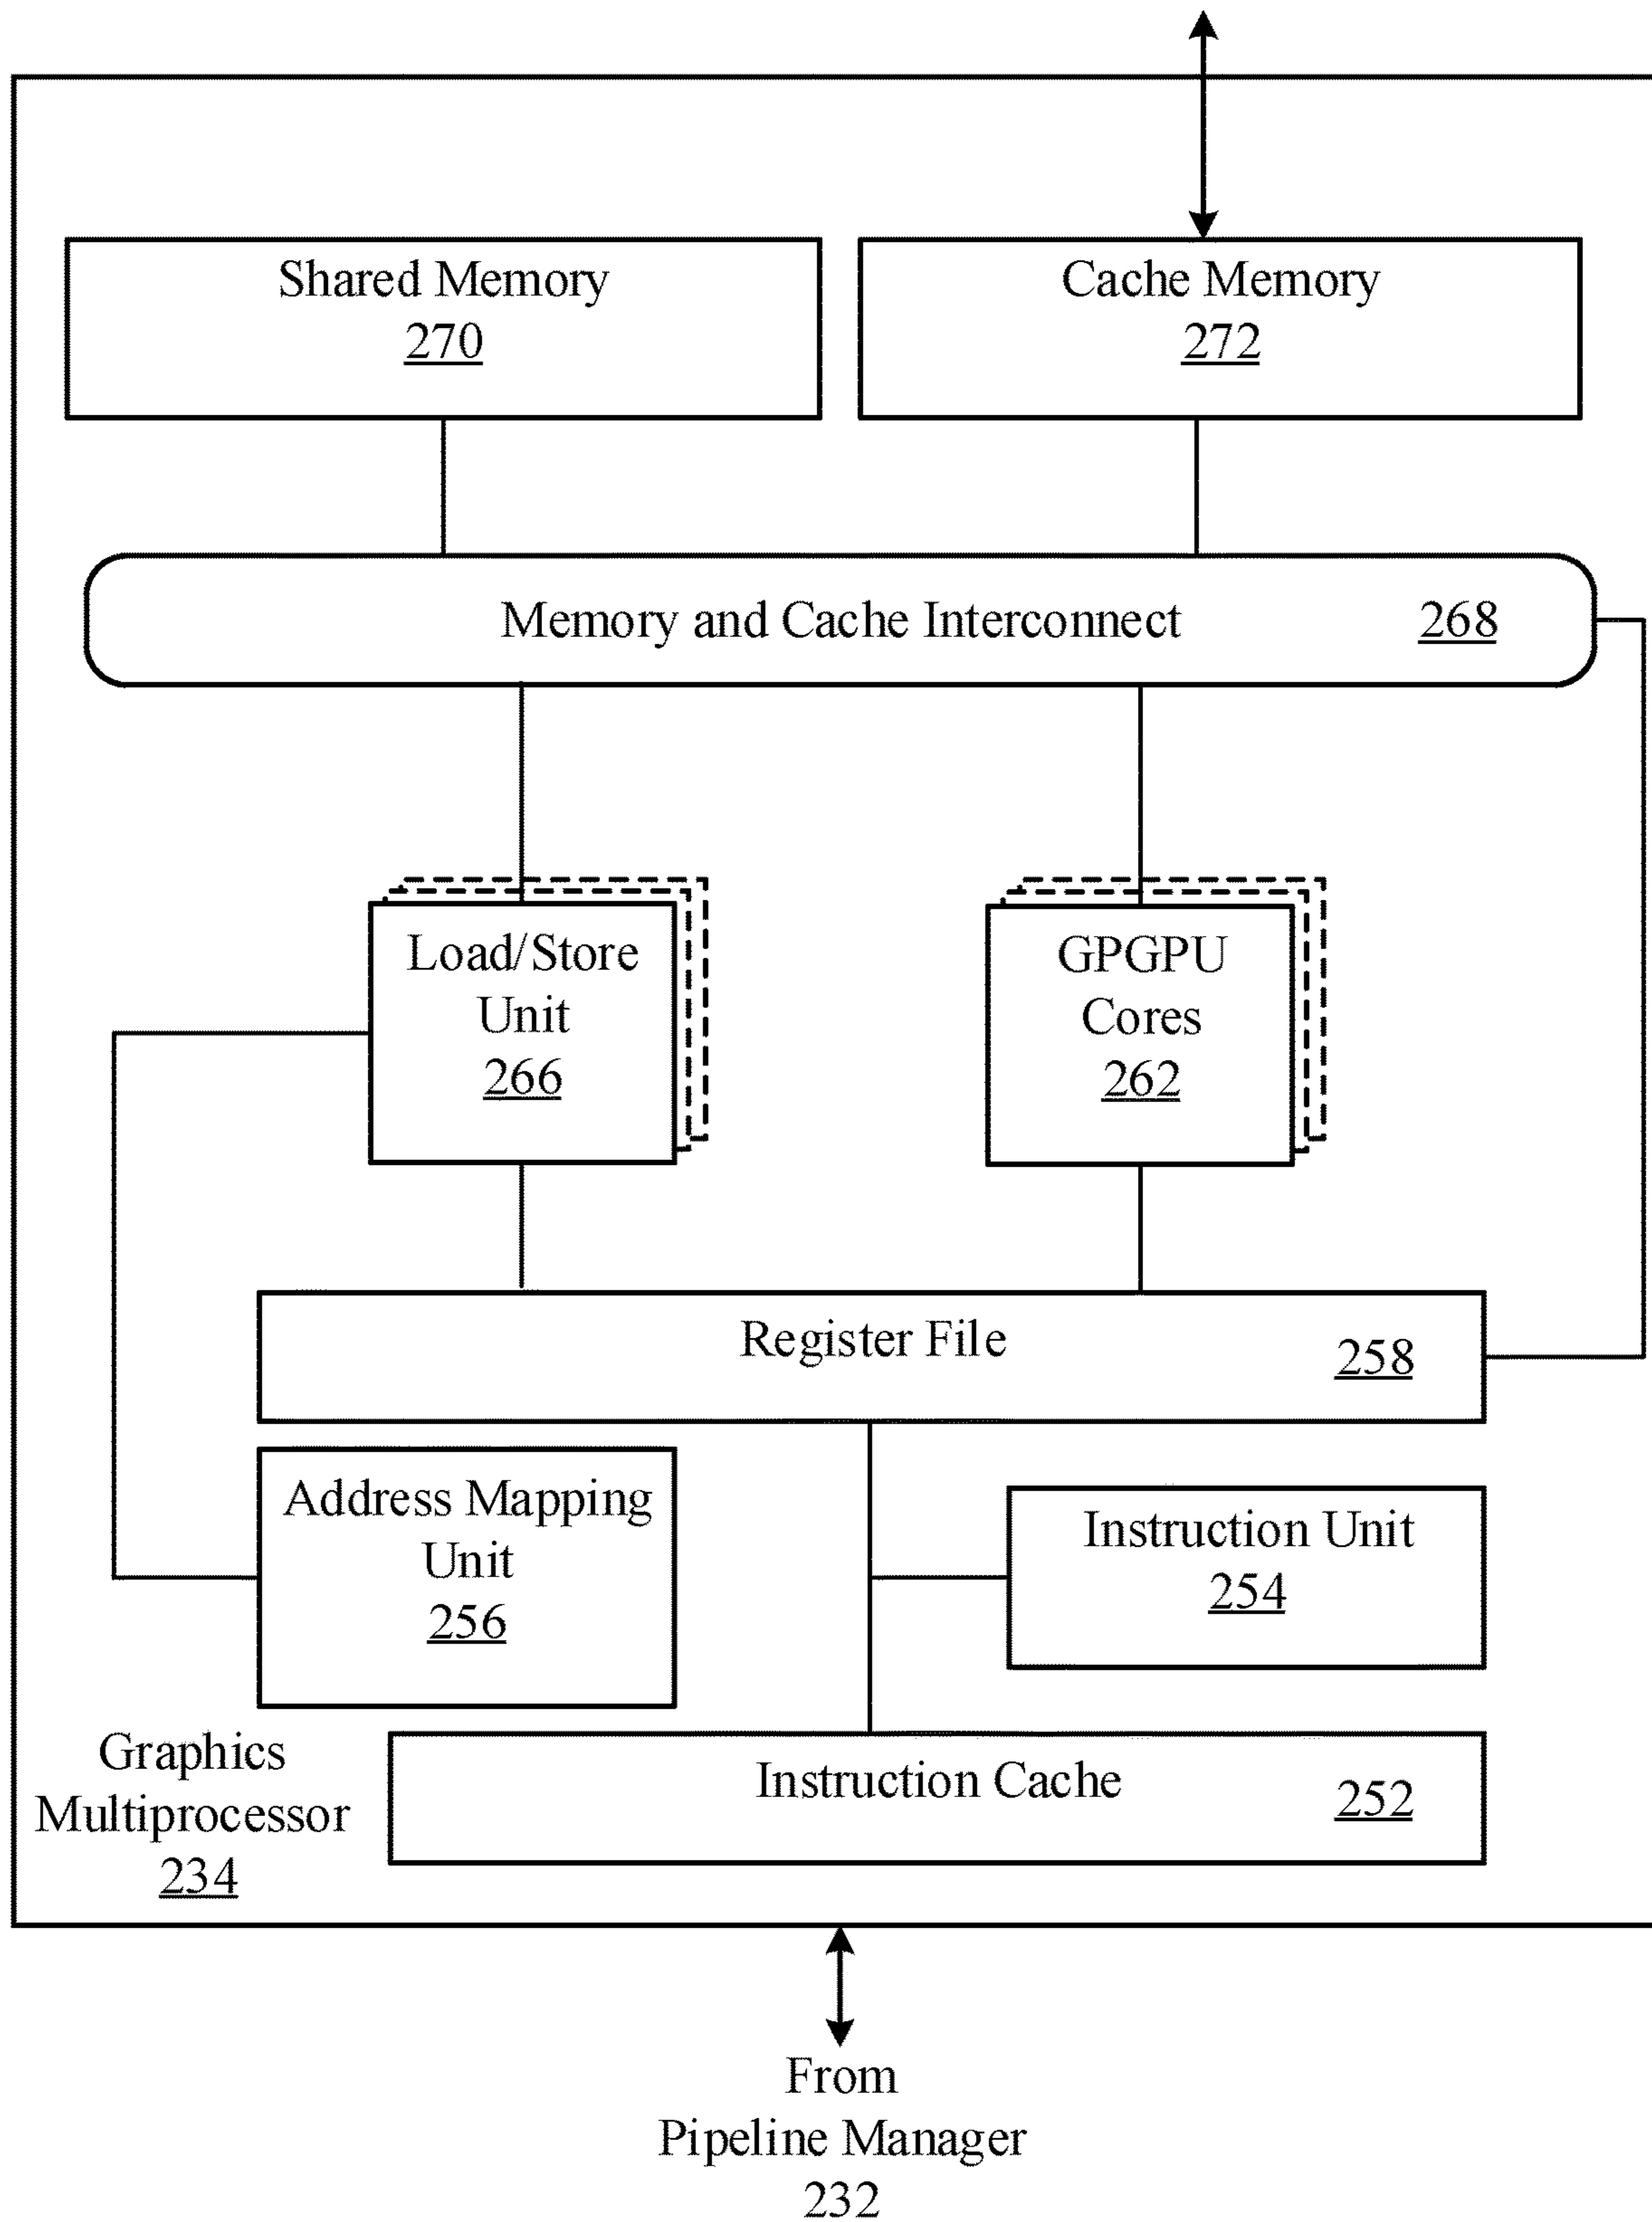 Shared Memory
270
Cache Memory
272
Memory and Cache Interconnect 268
Load/Store
Unit
266
GPGPU
Cores
262
Register File 258
Address Mapping
Unit
256
Instruction Unit
254
Graphics
Multiprocessor
234
Instruction Cache 252
From
Pipeline Manager
232